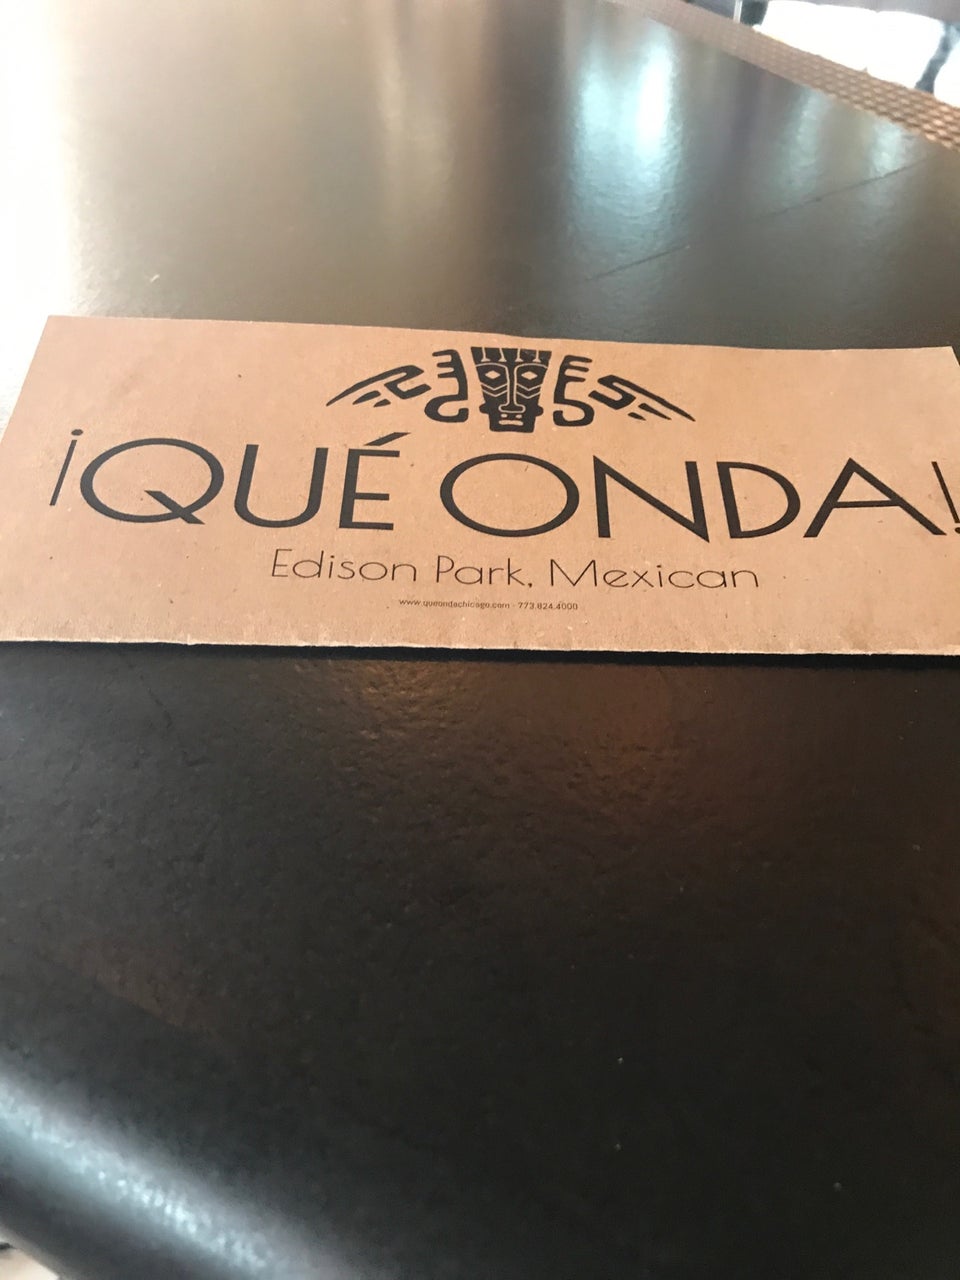 ¡QUÉ ONDA!
Edison Park, Mexican
www.queondachicago.com · 773.824.4000